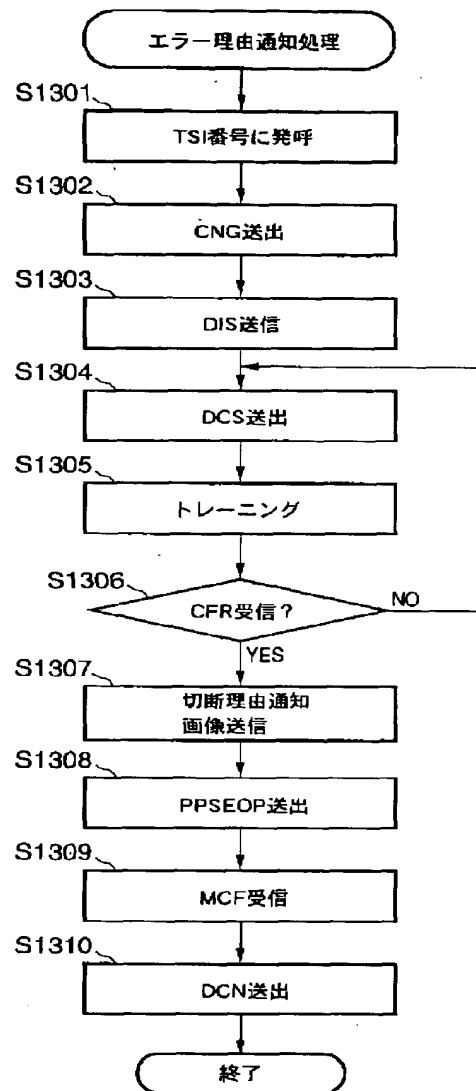 エラー理由通知処理
S1301
TSI番号に発呼
S1302
CNG送出
S1303
DIS送信
S1304
DCS送出
S1305
トレーニング
S1306
CFR受信？
NO
YES
S1307
切断理由通知
画像送信
S1308
PPSEOP送出
S1309
MCF受信
S1310
DCN送出
終了